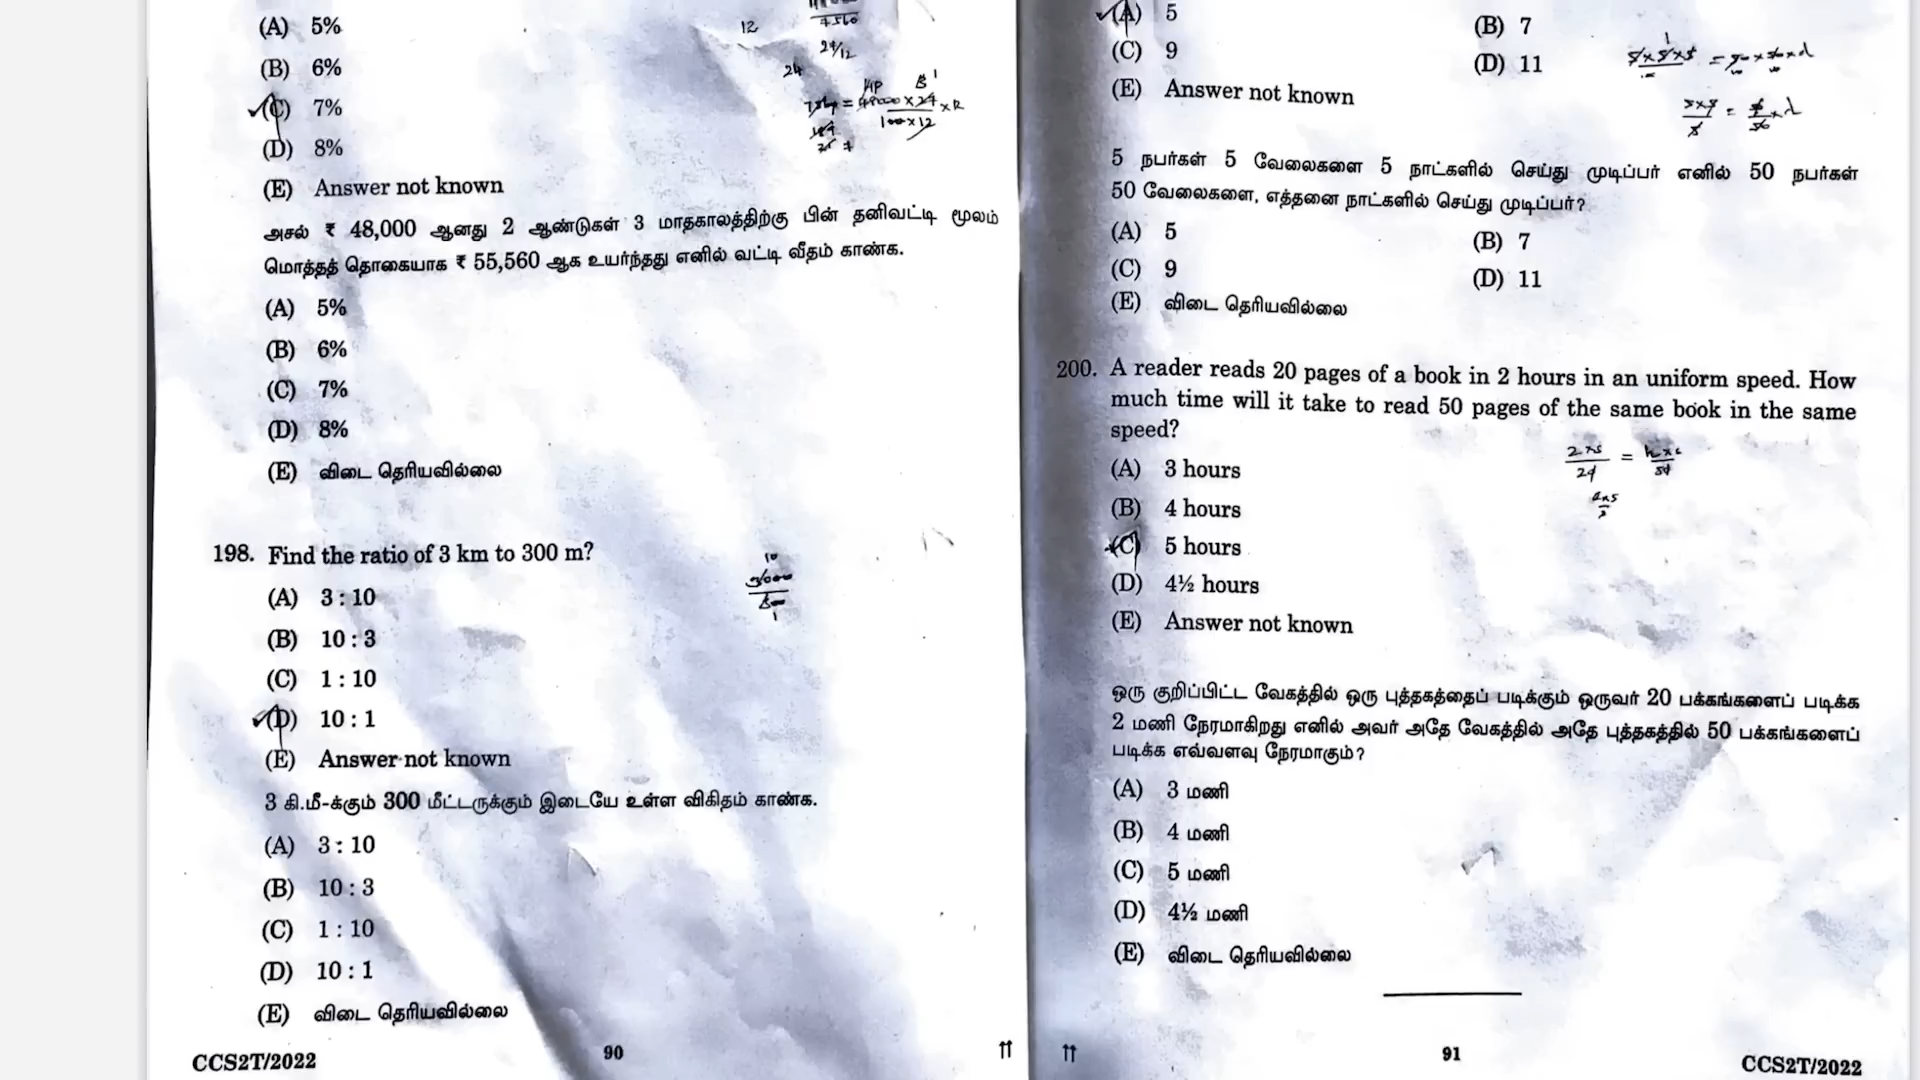 (A) 5%
(B) 6%
(C) 7%
(D) 8%
(E) Answer not known
அசல் ₹ 48,000 ஆனது 2 ஆண்டுகள் 3 மாதகாலத்திற்கு பின் தனிவட்டி மூலம்
மொத்தத் தொகையாக ₹ 55,560 ஆக உயர்ந்தது எனில் வட்டி வீதம் காண்க.
(A) 5%
(B) 6%
(C) 7%
(D) 8%
(E) விடை தெரியவில்லை
198. Find the ratio of 3 km to 300 m?
(A) 3 : 10
(B) 10 : 3
(C) 1 : 10
(D) 10 : 1
(E) Answer not known
3 கி.மீ-க்கும் 300 மீட்டருக்கும் இடையே உள்ள விகிதம் காண்க.
(A) 3 : 10
(B) 10 : 3
(C) 1 : 10
(D) 10 : 1
(E) விடை தெரியவில்லை
CCS2T/2022
90
⇈
12
24/12
24
100×12
10
1
(A) 5
(B) 7
(C) 9
(D) 11
(E) Answer not known
5 நபர்கள் 5 வேலைகளை 5 நாட்களில் செய்து முடிப்பர் எனில் 50 நபர்கள்
50 வேலைகளை, எத்தனை நாட்களில் செய்து முடிப்பர்?
(A) 5
(B) 7
(C) 9
(D) 11
(E) விடை தெரியவில்லை
200. A reader reads 20 pages of a book in 2 hours in an uniform speed. How
much time will it take to read 50 pages of the same book in the same
speed?
(A) 3 hours
(B) 4 hours
(C) 5 hours
(D) 4½ hours
(E) Answer not known
ஒரு குறிப்பிட்ட வேகத்தில் ஒரு புத்தகத்தைப் படிக்கும் ஒருவர் 20 பக்கங்களைப் படிக்க
2 மணி நேரமாகிறது எனில் அவர் அதே வேகத்தில் அதே புத்தகத்தில் 50 பக்கங்களைப்
படிக்க எவ்வளவு நேரமாகும்?
(A) 3 மணி
(B) 4 மணி
(C) 5 மணி
(D) 4½ மணி
(E) விடை தெரியவில்லை
⇈
91
CCS2T/2022